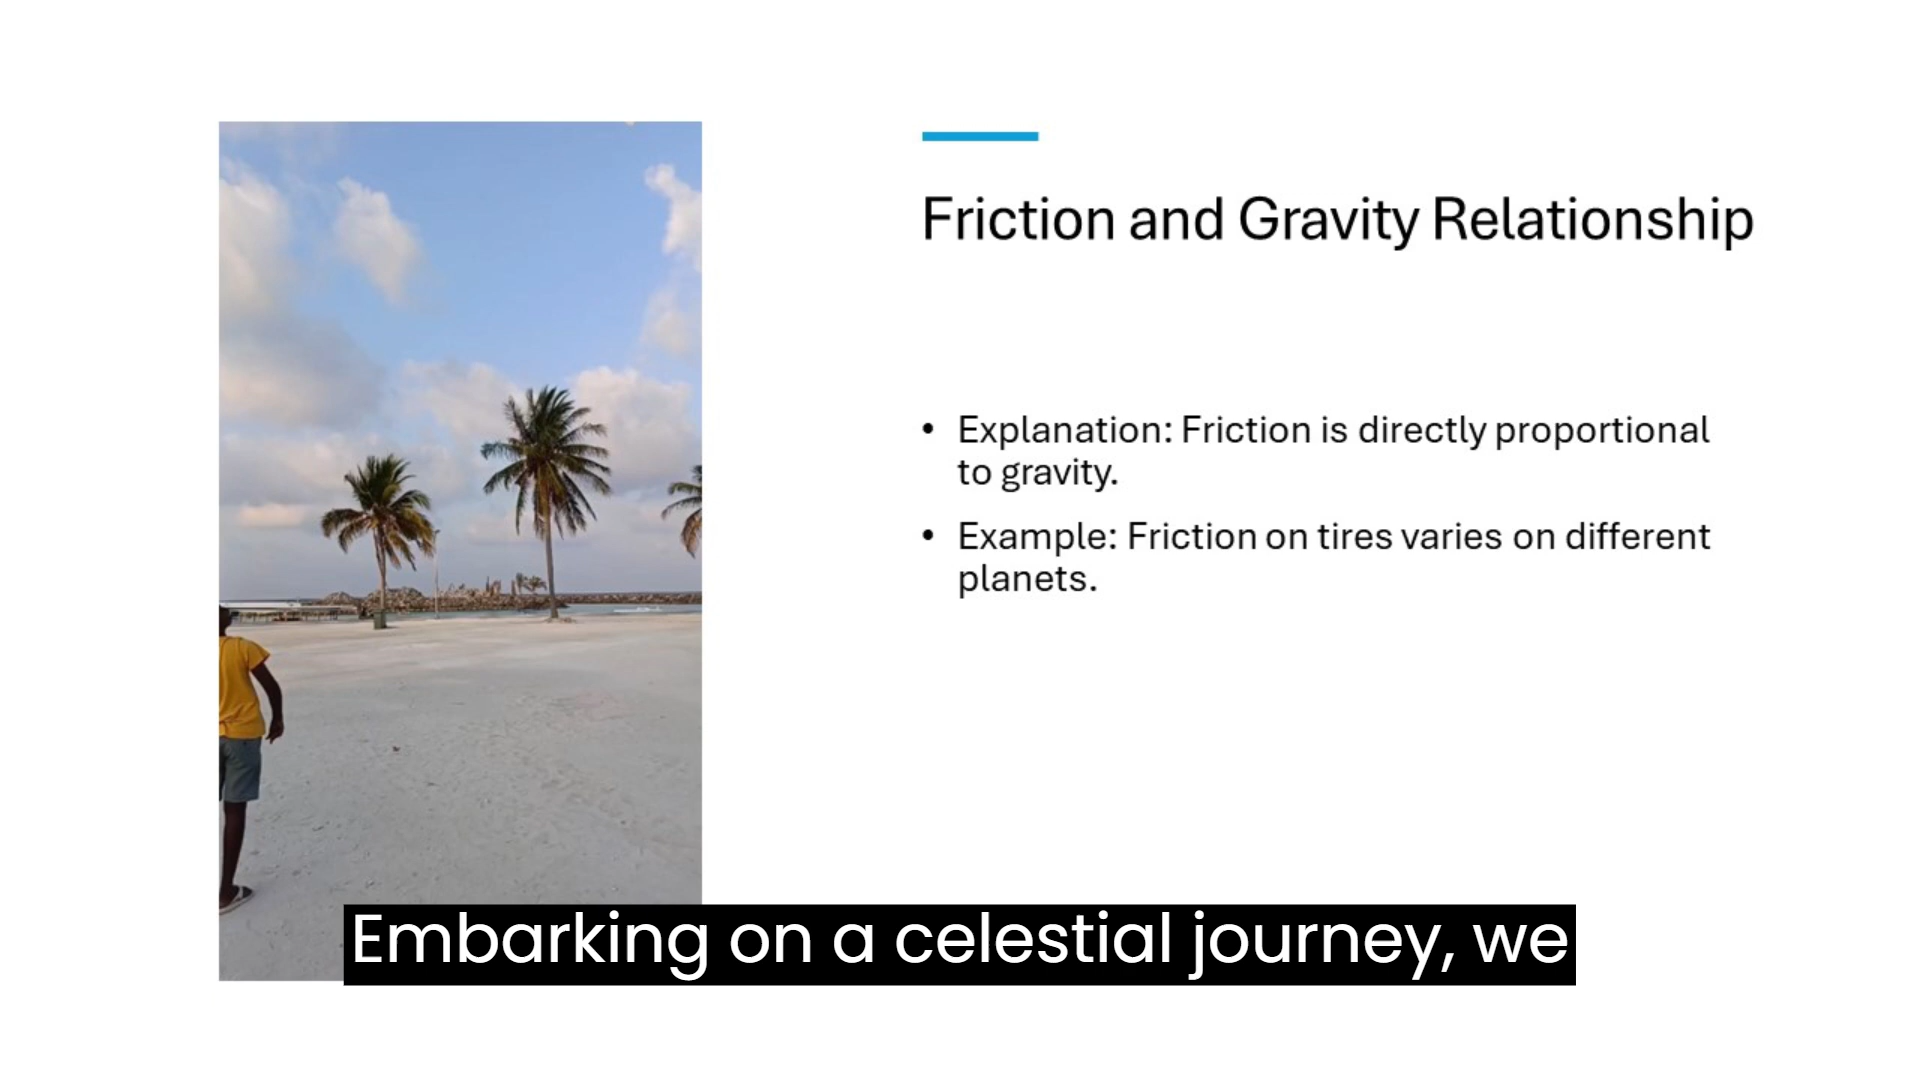 Friction and Gravity Relationship
• Explanation: Friction is directly proportional
to gravity.
• Example: Friction on tires varies on different
planets.
Embarking on a celestial journey, we